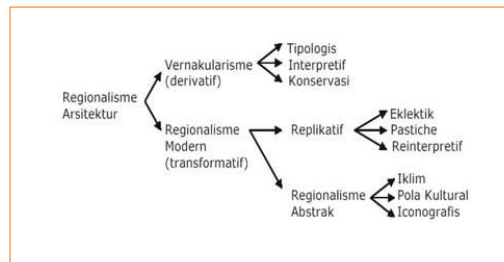 Regionalisme
Arsitektur
Vernakularisme
(derivatif)
Tipologis
Interpretif
Konservasi
Regionalisme
Modern
(transformatif)
Replikatif
Eklektik
Pastiche
Reinterpretif
Regionalisme
Abstrak
Iklim
Pola Kultural
Iconografis